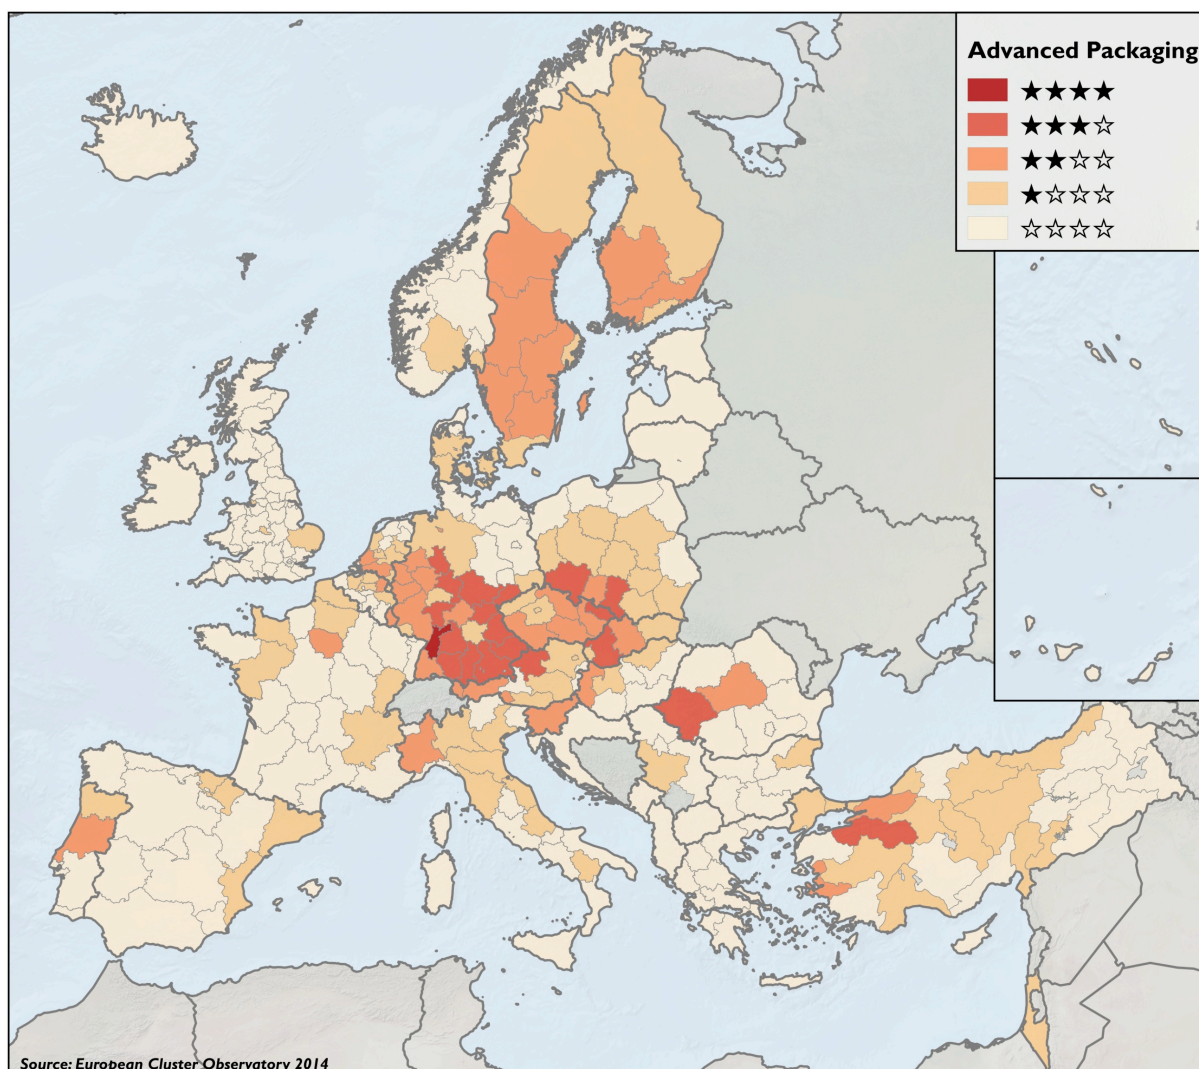 Advanced Packaging
★★★★
★★★☆
★★☆☆
★☆☆☆
☆☆☆☆
Source: European Cluster Observatory 2014